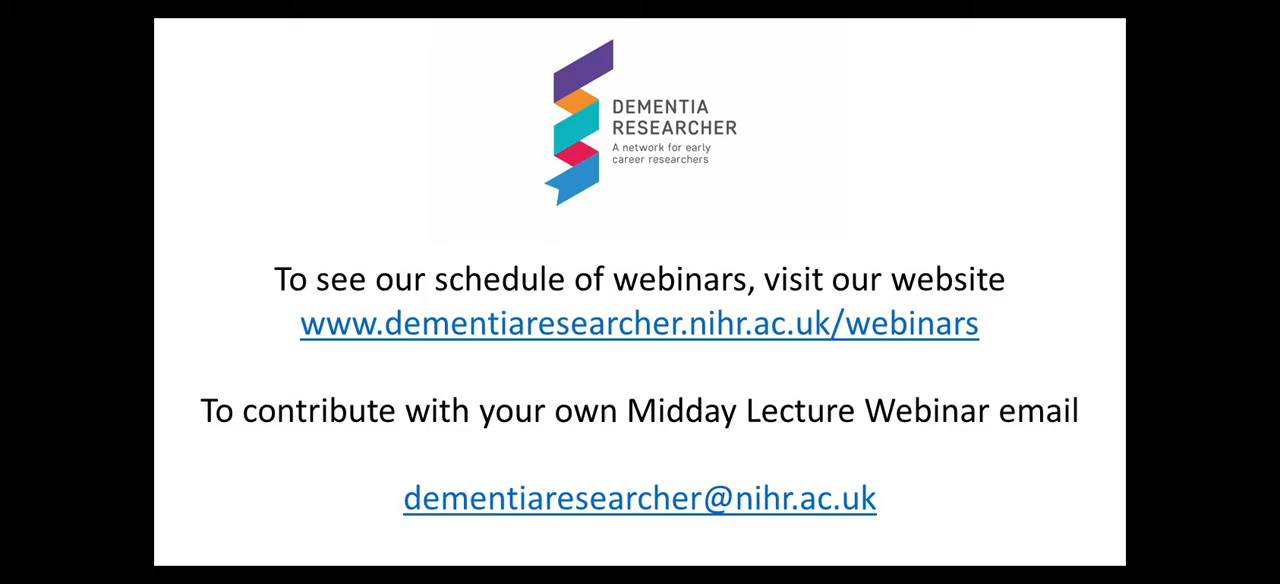 DEMENTIA
RESEARCHER
A network for early
career researchers
To see our schedule of webinars, visit our website
www.dementiaresearcher.nihr.ac.uk/webinars
To contribute with your own Midday Lecture Webinar email
dementiaresearcher@nihr.ac.uk